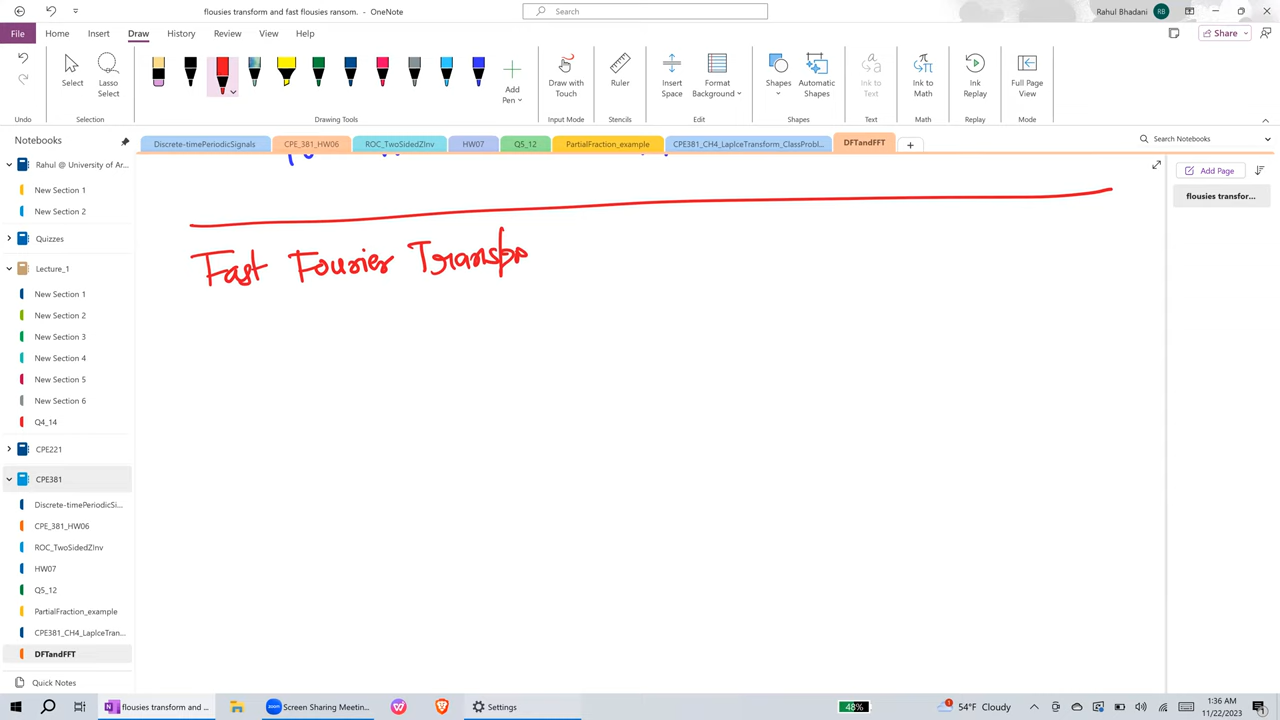 flousies transform and fast flousies ransom. - OneNote
Search
Rahul Bhadani
RB
File
Home
Insert
Draw
History
Review
View
Help
Share
Undo
Select
Lasso Select
Selection
Drawing Tools
Add Pen
Draw with Touch
Input Mode
Ruler
Stencils
Insert Space
Format Background
Edit
Shapes
Automatic Shapes
Shapes
Ink to Text
Text
Ink to Math
Math
Ink Replay
Replay
Full Page View
Mode
Notebooks
Discrete-timePeriodicSignals
CPE_381_HW06
ROC_TwoSidedZInv
HW07
Q5_12
PartialFraction_example
CPE381_CH4_LaplceTransform_ClassProbl...
DFTandFFT
Search Notebooks
Rahul @ University of Ar...
New Section 1
New Section 2
Quizzes
Lecture_1
New Section 1
New Section 2
New Section 3
New Section 4
New Section 5
New Section 6
Q4_14
CPE221
CPE381
Discrete-timePeriodicSi...
CPE_381_HW06
ROC_TwoSidedZInv
HW07
Q5_12
PartialFraction_example
CPE381_CH4_LaplceTran...
DFTandFFT
Quick Notes
Fast Fourier Transfo
Add Page
flousies transfor...
flousies transform and ...
Screen Sharing Meetin...
Settings
48%
54°F Cloudy
1:36 AM
11/22/2023